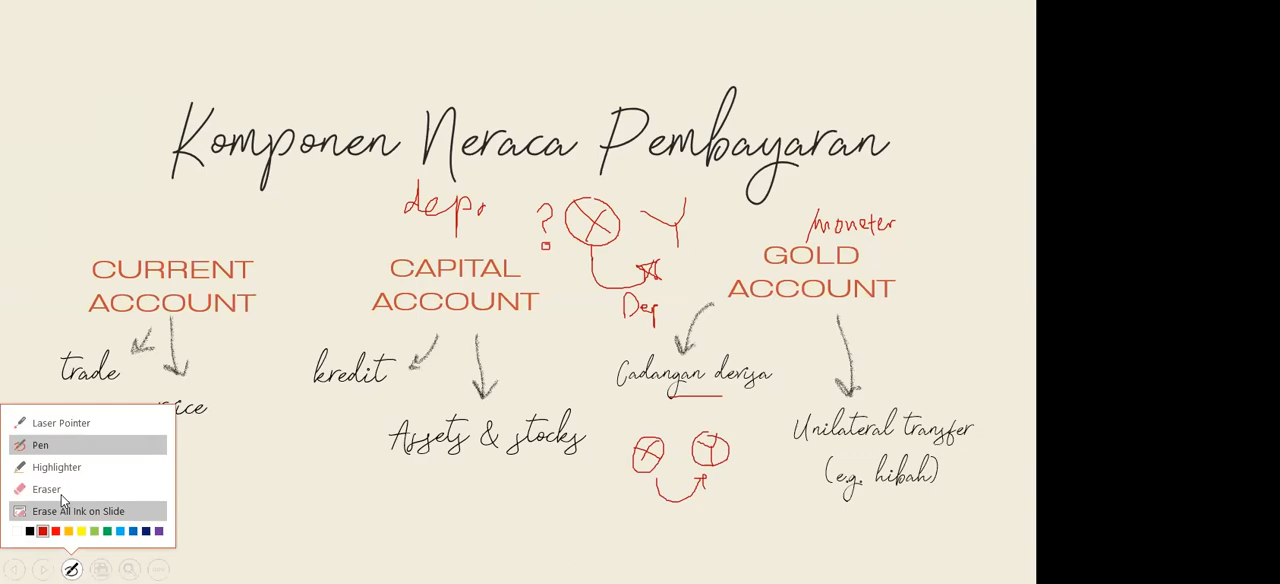 Komponen Neraca Pembayaran
depo
? X Y
moneter
CURRENT
ACCOUNT
CAPITAL
ACCOUNT
GOLD
ACCOUNT
Dep
trade
kredit
Assets & stocks
Cadangan devisa
X Y
Unilateral transfer
(e.g. hibah)
Laser Pointer
Pen
Highlighter
Eraser
Erase All Ink on Slide